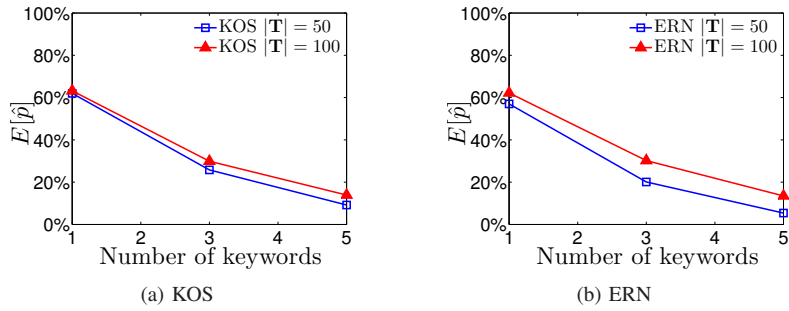 100%
80%
60%
40%
20%
0%
E[p̂]
KOS |T| = 50
KOS |T| = 100
1 2 3 4 5
Number of keywords
(a) KOS
100%
80%
60%
40%
20%
0%
E[p̂]
ERN |T| = 50
ERN |T| = 100
1 2 3 4 5
Number of keywords
(b) ERN